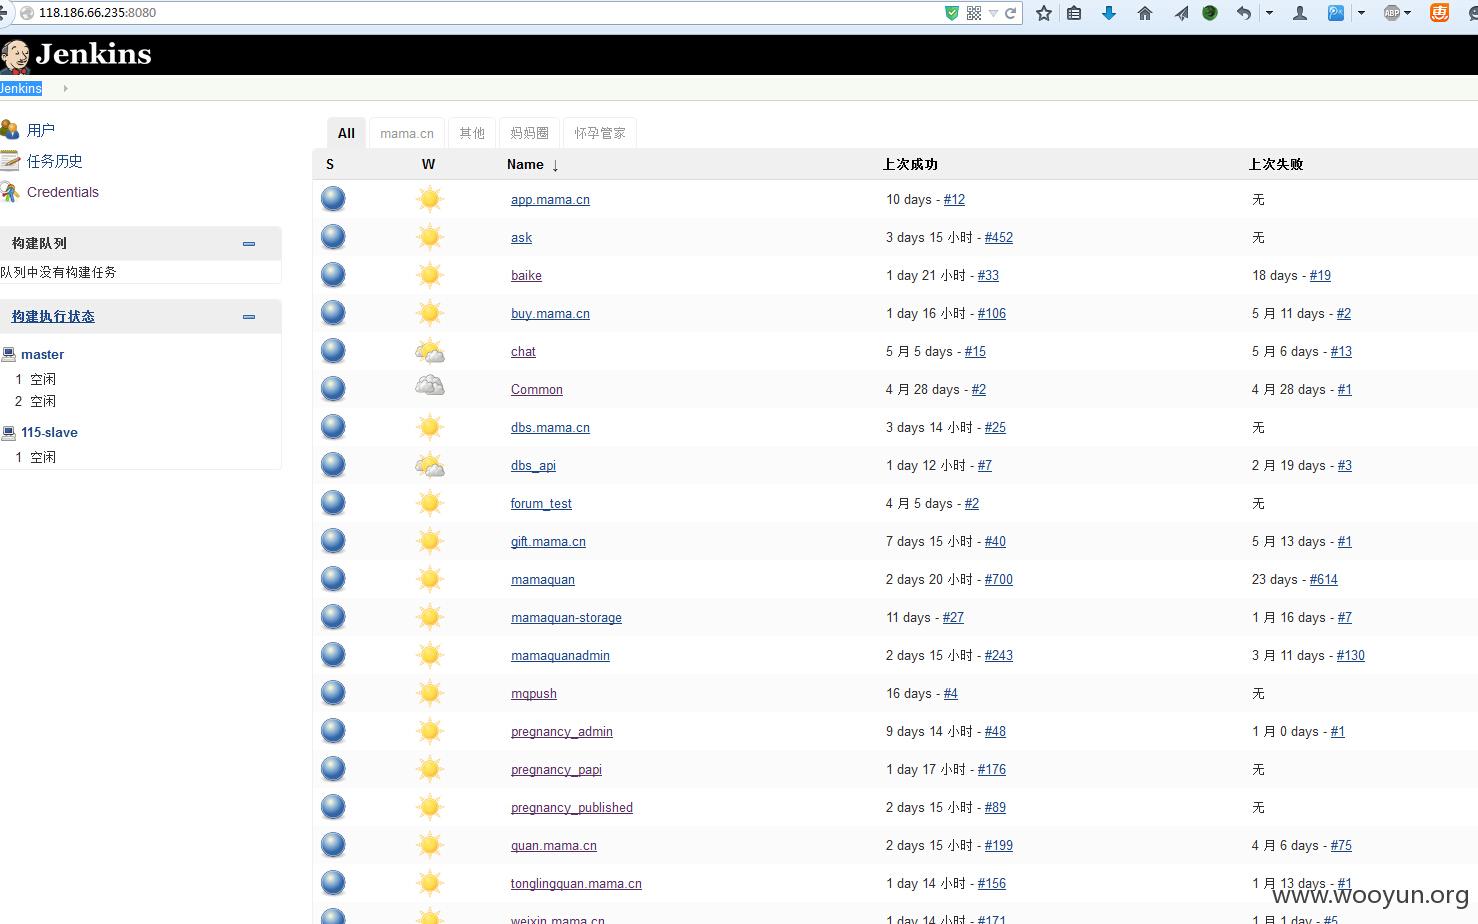 118.186.66.235:8080
ABP
惠
Jenkins
Jenkins
用户
任务历史
Credentials
构建队列
队列中没有构建任务
构建执行状态
master
1 空闲
2 空闲
115-slave
1 空闲
All mama.cn 其他 妈妈圈 怀孕管家
S W Name ↓ 上次成功 上次失败
app.mama.cn 10 days - #12 无
ask 3 days 15 小时 - #452 无
baike 1 day 21 小时 - #33 18 days - #19
buy.mama.cn 1 day 16 小时 - #106 5 月 11 days - #2
chat 5 月 5 days - #15 5 月 6 days - #13
Common 4 月 28 days - #2 4 月 28 days - #1
dbs.mama.cn 3 days 14 小时 - #25 无
dbs_api 1 day 12 小时 - #7 2 月 19 days - #3
forum_test 4 月 5 days - #2 无
gift.mama.cn 7 days 15 小时 - #40 5 月 13 days - #1
mamaquan 2 days 20 小时 - #700 23 days - #614
mamaquan-storage 11 days - #27 1 月 16 days - #7
mamaquanadmin 2 days 15 小时 - #243 3 月 11 days - #130
mqpush 16 days - #4 无
pregnancy_admin 9 days 14 小时 - #48 1 月 0 days - #1
pregnancy_papi 1 day 17 小时 - #176 无
pregnancy_published 2 days 15 小时 - #89 无
quan.mama.cn 2 days 15 小时 - #199 4 月 6 days - #75
tonglingquan.mama.cn 1 day 14 小时 - #156 1 月 13 days - #1
weixin.mama.cn 1 day 14 小时 - #171 1 月 1 day - #5
www.wooyun.org